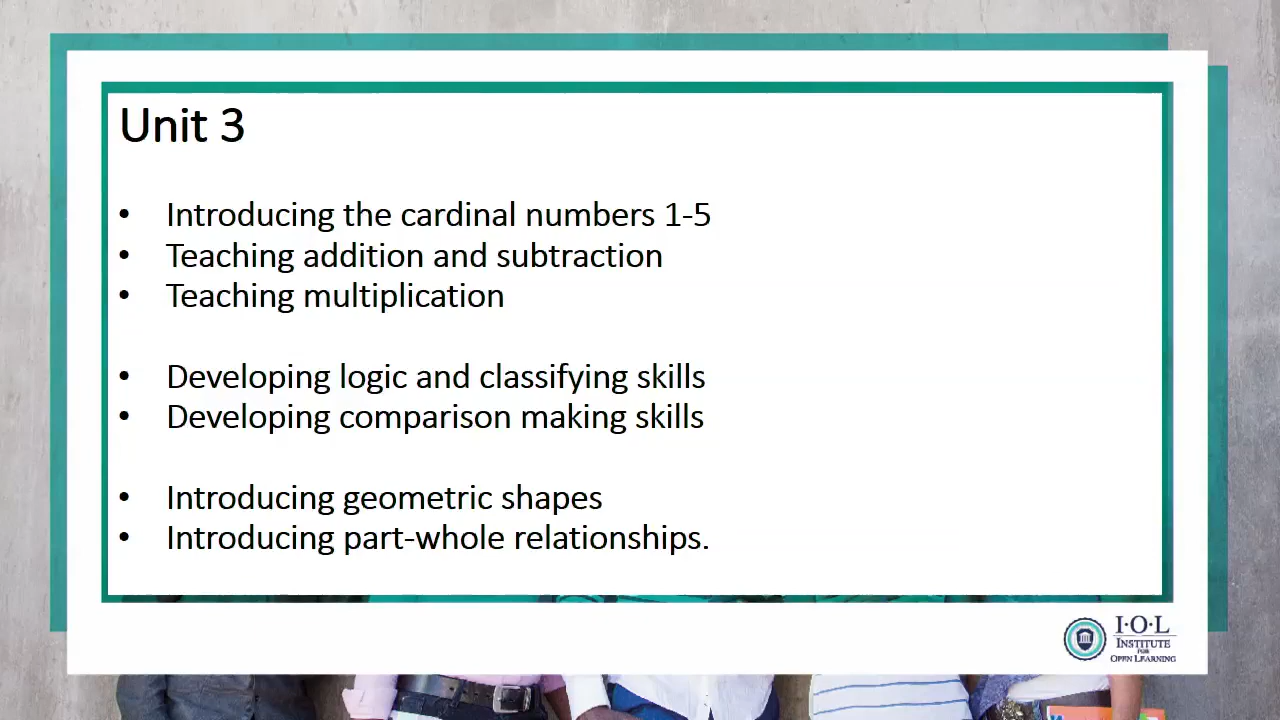 Unit 3
• Introducing the cardinal numbers 1-5
• Teaching addition and subtraction
• Teaching multiplication
• Developing logic and classifying skills
• Developing comparison making skills
• Introducing geometric shapes
• Introducing part-whole relationships.
I·O·L
INSTITUTE
FOR
OPEN LEARNING